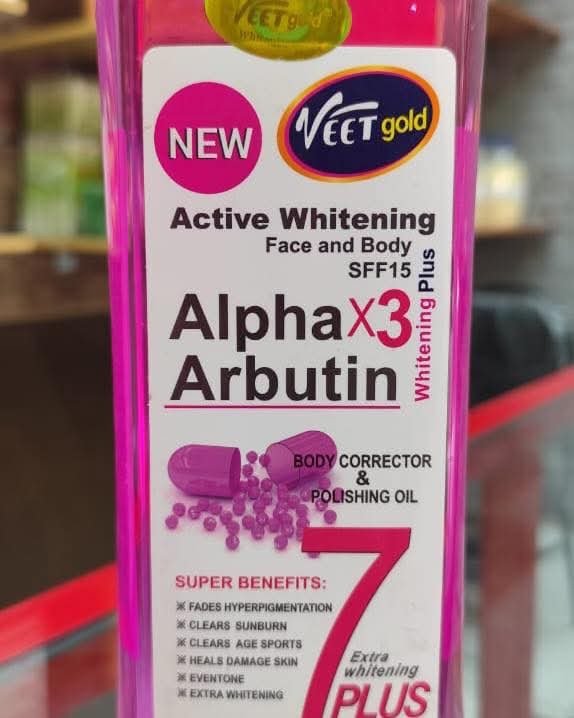 VEET gold
NEW
VEET gold
Active Whitening
Face and Body
SFF15
Alpha x3
Arbutin
Whitening Plus
BODY CORRECTOR
&
POLISHING OIL
7
SUPER BENEFITS:
※ FADES HYPERPIGMENTATION
※ CLEARS SUNBURN
※ CLEARS AGE SPORTS
※ HEALS DAMAGE SKIN
※ EVENTONE
※ EXTRA WHITENING
Extra
whitening
PLUS